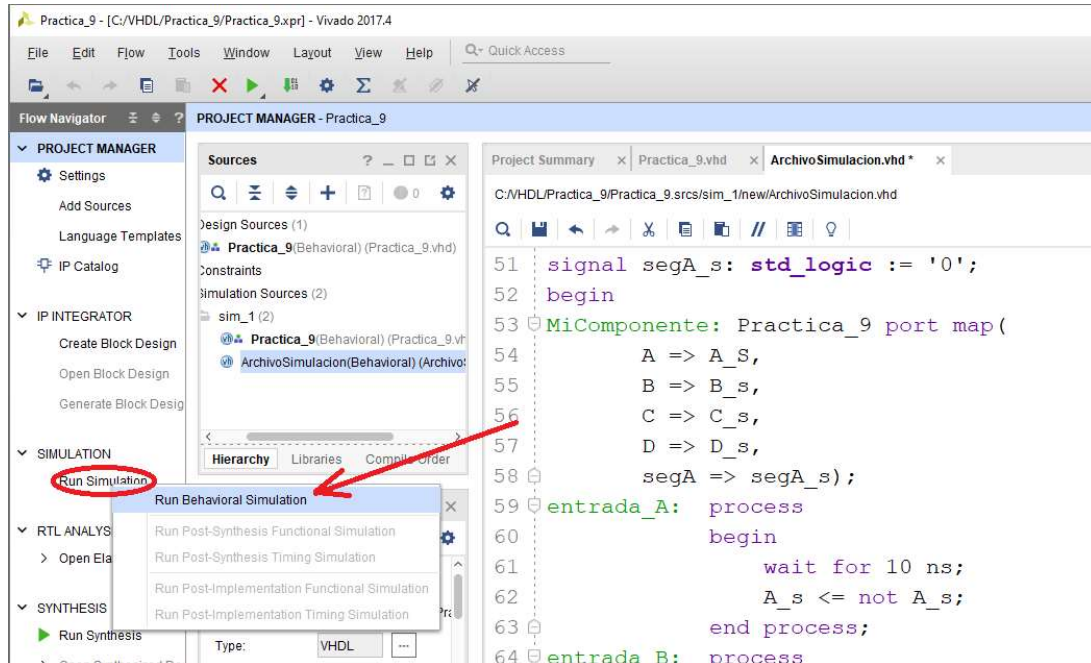 Practica_9 - [C:/VHDL/Practica_9/Practica_9.xpr] - Vivado 2017.4
File Edit Flow Tools Window Layout View Help Quick Access
Flow Navigator ? PROJECT MANAGER - Practica_9
PROJECT MANAGER
Settings
Add Sources
Language Templates
IP Catalog
IP INTEGRATOR
Create Block Design
Open Block Design
Generate Block Desig
SIMULATION
Run Simulation
RTL ANALYS
Open Ela
SYNTHESIS
Run Synthesis
Sources ? _
0
Design Sources (1)
Practica_9(Behavioral) (Practica_9.vhd)
Constraints
Simulation Sources (2)
sim_1 (2)
Practica_9(Behavioral) (Practica_9.vh
ArchivoSimulacion(Behavioral) (Archivo
Hierarchy Libraries Compile Order
Run Behavioral Simulation
Run Post-Synthesis Functional Simulation
Run Post-Synthesis Timing Simulation
Run Post-Implementation Functional Simulation
Run Post-Implementation Timing Simulation
Type: VHDL ...
Project Summary Practica_9.vhd ArchivoSimulacion.vhd *
C:/VHDL/Practica_9/Practica_9.srcs/sim_1/new/ArchivoSimulacion.vhd
51 signal segA_s: std_logic := '0';
52 begin
53 MiComponente: Practica_9 port map(
54 A => A_S,
55 B => B_s,
56 C => C_s,
57 D => D_s,
58 segA => segA_s);
59 entrada_A: process
60 begin
61 wait for 10 ns;
62 A_s <= not A_s;
63 end process;
64 entrada_B: process